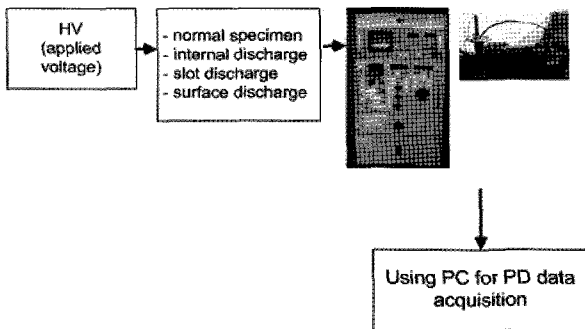 HV
(applied
voltage)
- normal specimen
- internal discharge
- slot discharge
- surface discharge
Using PC for PD data
acquisition